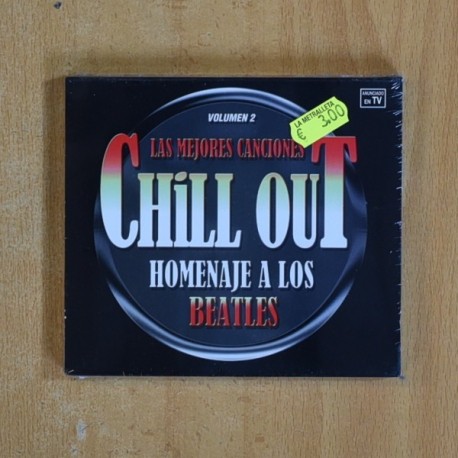 VOLUMEN 2
ANUNCIADO
EN TV
LA METRALLETA
€ 3,00
LAS MEJORES CANCIONES
CHiLL OUT
HOMENAJE A LOS
BEATLES